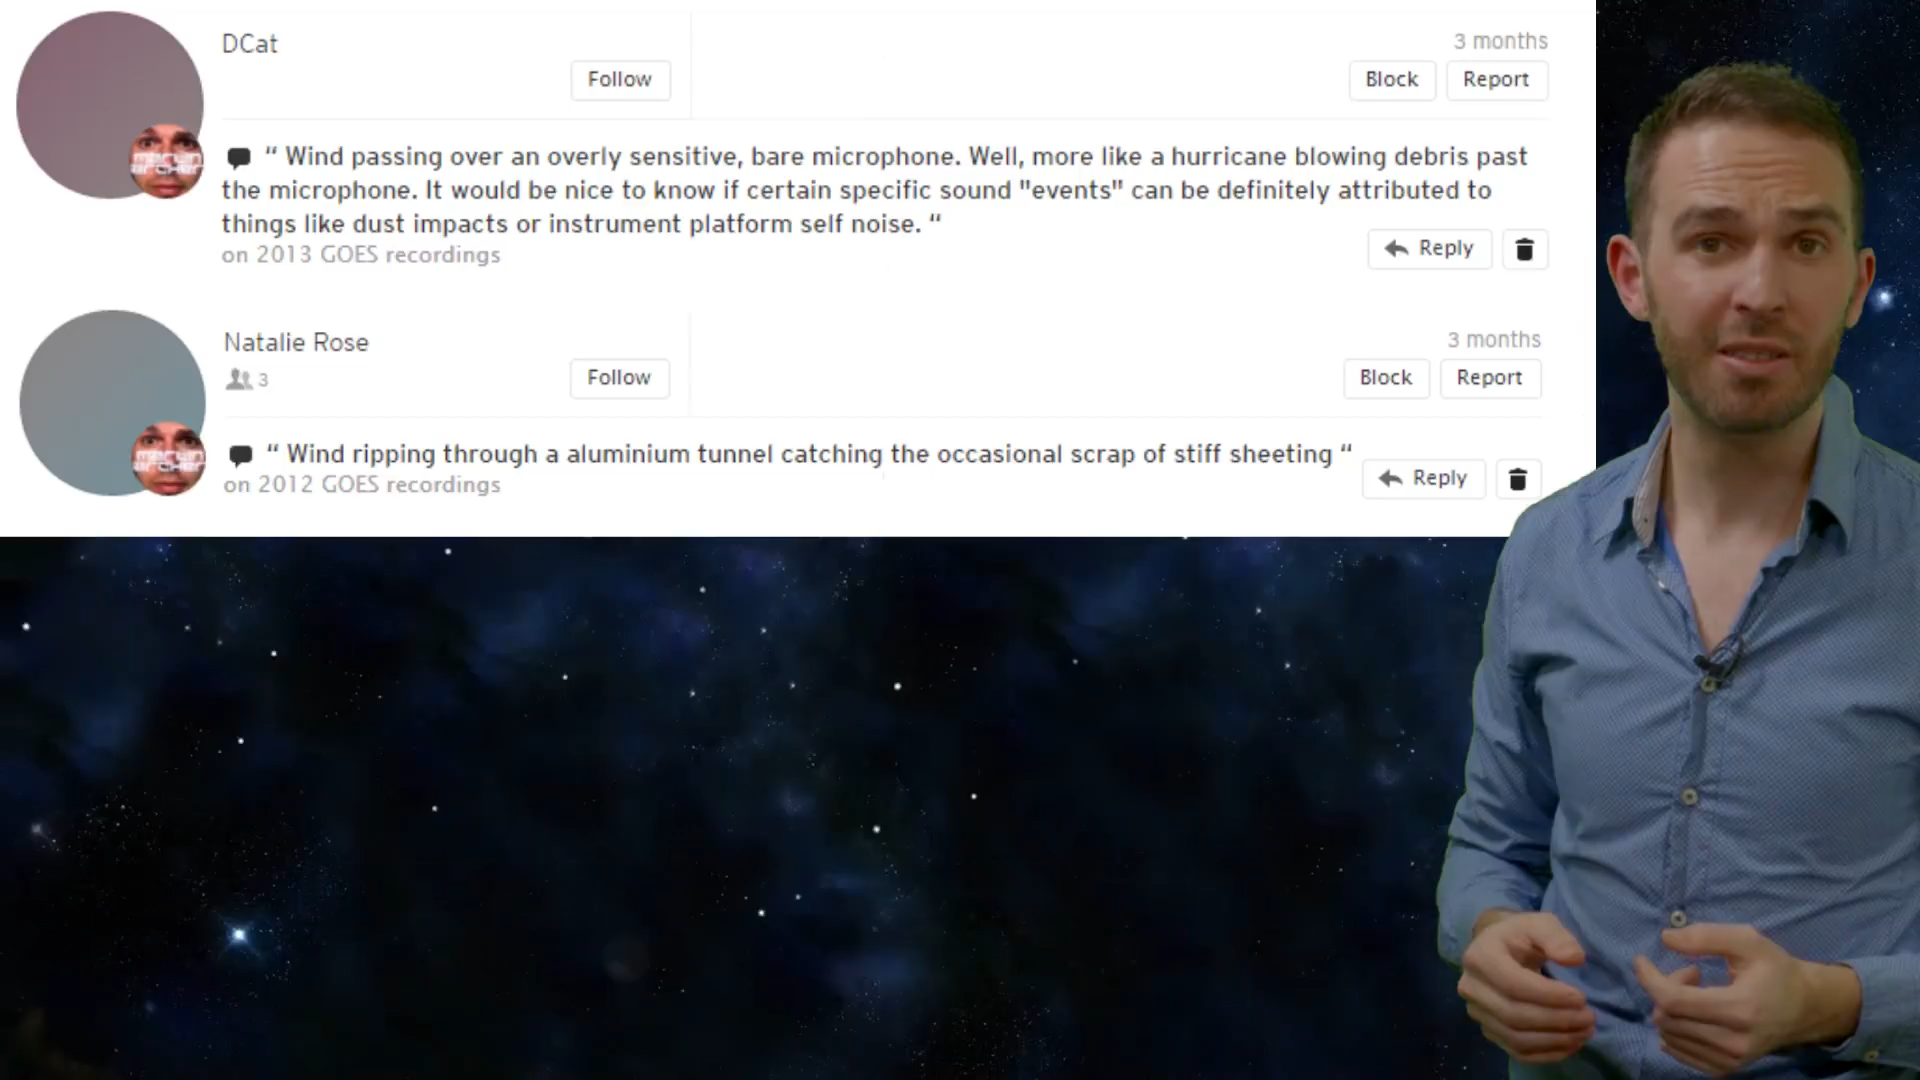 DCat
3 months
Follow
Block
Report
“ Wind passing over an overly sensitive, bare microphone. Well, more like a hurricane blowing debris past
the microphone. It would be nice to know if certain specific sound "events" can be definitely attributed to
things like dust impacts or instrument platform self noise. “
on 2013 GOES recordings
Reply
Natalie Rose
3 months
3
Follow
Block
Report
“ Wind ripping through a aluminium tunnel catching the occasional scrap of stiff sheeting “
on 2012 GOES recordings
Reply